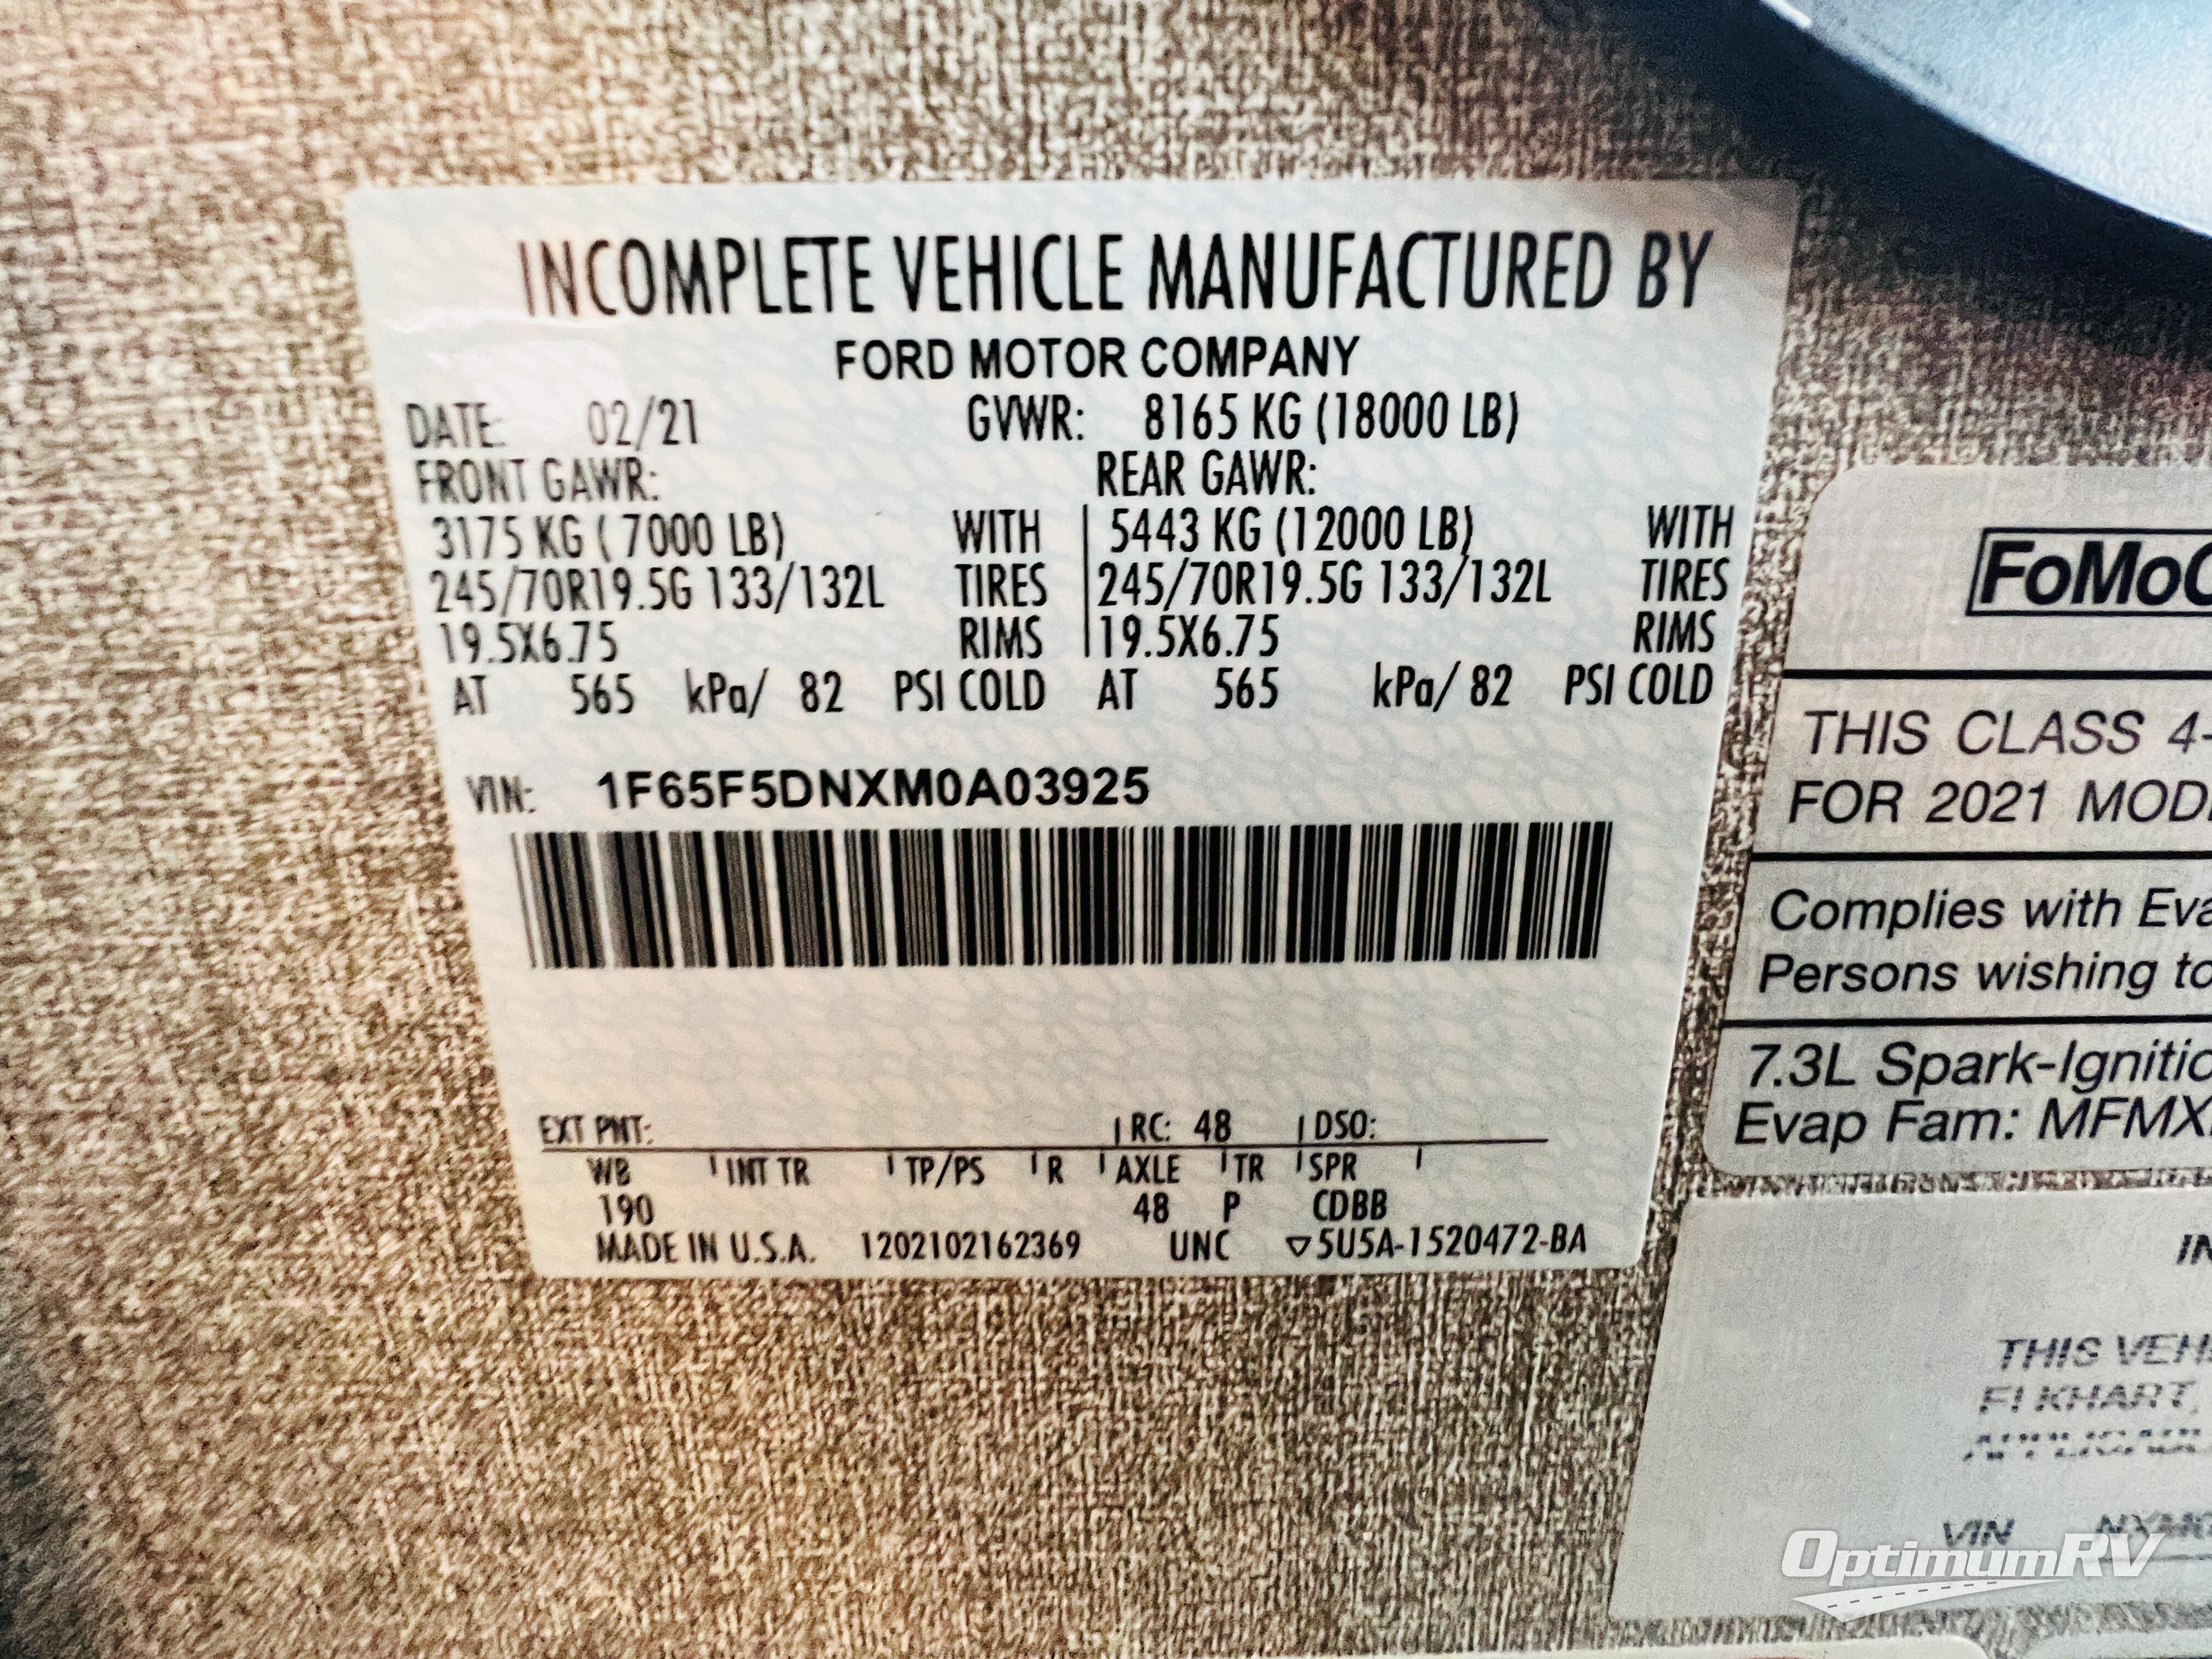 INCOMPLETE VEHICLE MANUFACTURED BY
FORD MOTOR COMPANY
DATE: 02/21 GVWR: 8165 KG (18000 LB)
FRONT GAWR: REAR GAWR:
3175 KG ( 7000 LB) WITH 5443 KG (12000 LB) WITH
245/70R19.5G 133/132L TIRES 245/70R19.5G 133/132L TIRES
19.5X6.75 RIMS 19.5X6.75 RIMS
AT 565 kPa/ 82 PSI COLD AT 565 kPa/ 82 PSI COLD
VIN: 1F65F5DNXM0A03925
EXT PNT: RC: 48 DSO:
WB INT TR TP/PS R AXLE TR SPR
190 48 P CDBB
MADE IN U.S.A. 1202102162369 UNC ▽5U5A-1520472-BA
FoMoC
THIS CLASS 4-
FOR 2021 MOD
Complies with Eva
Persons wishing to
7.3L Spark-Ignitio
Evap Fam: MFMX
IN
THIS VEH
ELKHART,
VIN NXM0
OptimumRV